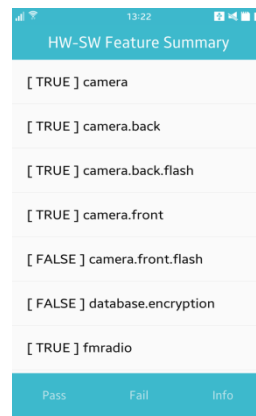 13:22
HW-SW Feature Summary
[ TRUE ] camera
[ TRUE ] camera.back
[ TRUE ] camera.back.flash
[ TRUE ] camera.front
[ FALSE ] camera.front.flash
[ FALSE ] database.encryption
[ TRUE ] fmradio
Pass Fail Info